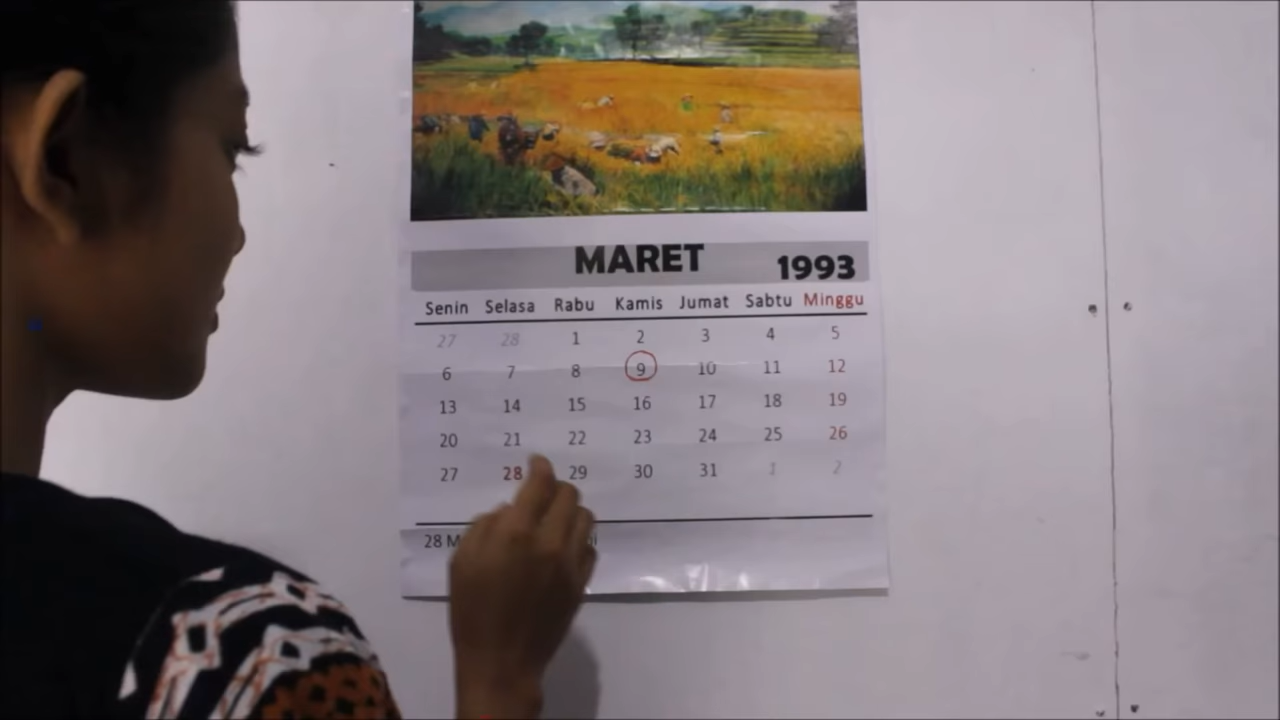 MARET 1993
Senin Selasa Rabu Kamis Jumat Sabtu Minggu
27 28 1 2 3 4 5
6 7 8 9 10 11 12
13 14 15 16 17 18 19
20 21 22 23 24 25 26
27 28 29 30 31 1 2
28